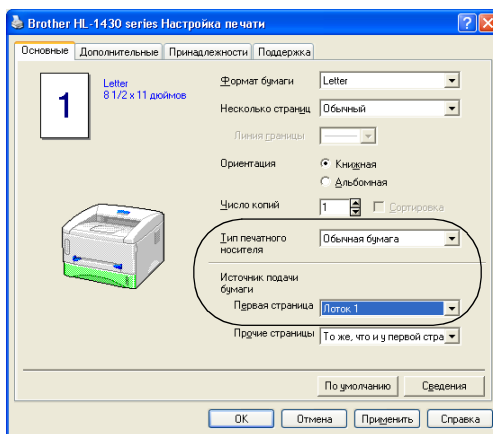 Brother HL-1430 series Настройка печати
Основные Дополнительные Принадлежности Поддержка
1
Letter
8 1/2 x 11 дюймов
Формат бумаги Letter
Несколько страниц Обычный
Линия границы
Ориентация Книжная
Альбомная
Число копий 1 Сортировка
Тип печатного
носителя Обычная бумага
Источник подачи
бумаги
Первая страница Лоток 1
Прочие страницы То же, что и у первой стра
По умолчанию Сведения
OK Отмена Применить Справка